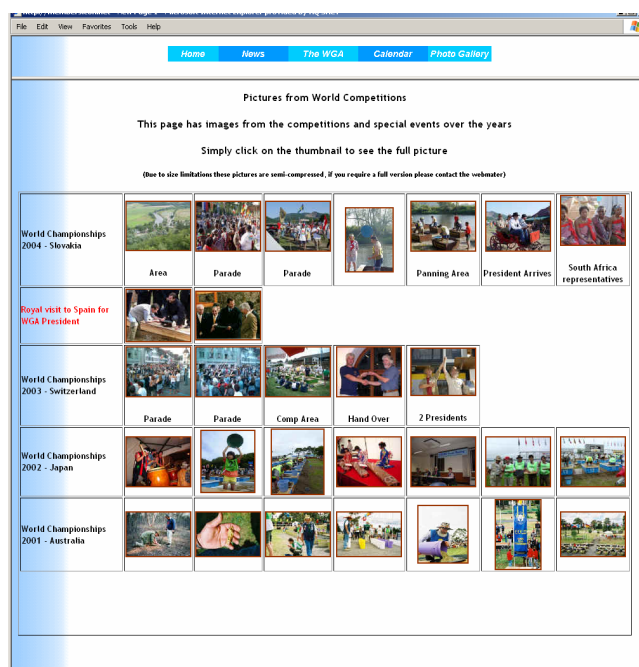 File Edit View Favorites Tools Help
Home News The WGA Calendar Photo Gallery
Pictures from World Competitions
This page has images from the competitions and special events over the years
Simply click on the thumbnail to see the full picture
(Due to size limitations these pictures are semi-compressed, if you require a full version please contact the webmater)
World Championships
2004 - Slovakia
Area
Parade
Parade
Panning Area
President Arrives
South Africa
representatives
Royal visit to Spain for
WGA President
World Championships
2003 - Switzerland
Parade
Parade
Comp Area
Hand Over
2 Presidents
World Championships
2002 - Japan
World Championships
2001 - Australia